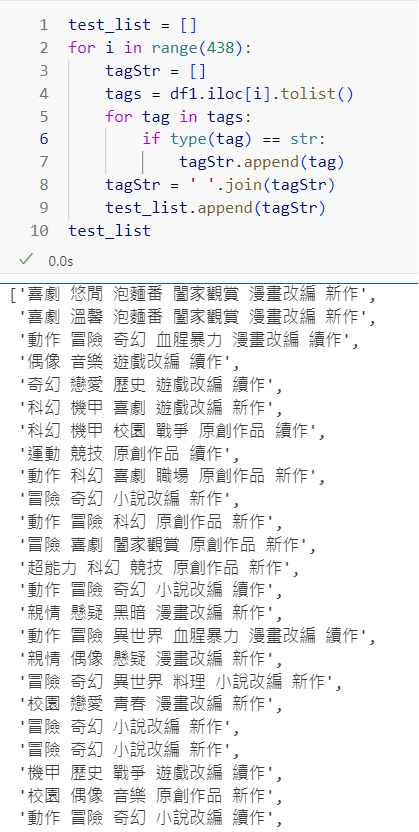 1 test_list = []
2 for i in range(438):
3 tagStr = []
4 tags = df1.iloc[i].tolist()
5 for tag in tags:
6 if type(tag) == str:
7 tagStr.append(tag)
8 tagStr = ' '.join(tagStr)
9 test_list.append(tagStr)
10 test_list
0.0s
['喜劇 悠閒 泡麵番 闔家觀賞 漫畫改編 新作',
'喜劇 溫馨 泡麵番 闔家觀賞 漫畫改編 新作',
'動作 冒險 奇幻 血腥暴力 漫畫改編 續作',
'偶像 音樂 遊戲改編 續作',
'奇幻 戀愛 歷史 遊戲改編 續作',
'科幻 機甲 喜劇 遊戲改編 新作',
'科幻 機甲 校園 戰爭 原創作品 續作',
'運動 競技 原創作品 續作',
'動作 科幻 喜劇 職場 原創作品 新作',
'冒險 奇幻 小說改編 新作',
'動作 冒險 科幻 原創作品 新作',
'冒險 喜劇 闔家觀賞 原創作品 新作',
'超能力 科幻 競技 原創作品 新作',
'動作 冒險 奇幻 小說改編 續作',
'親情 懸疑 黑暗 漫畫改編 新作',
'動作 冒險 異世界 血腥暴力 漫畫改編 續作',
'親情 偶像 懸疑 漫畫改編 新作',
'冒險 奇幻 異世界 料理 小說改編 新作',
'校園 戀愛 青春 漫畫改編 新作',
'冒險 奇幻 小說改編 新作',
'冒險 奇幻 小說改編 新作',
'機甲 歷史 戰爭 遊戲改編 續作',
'校園 偶像 音樂 原創作品 新作',
'動作 冒險 奇幻 小說改編 續作',